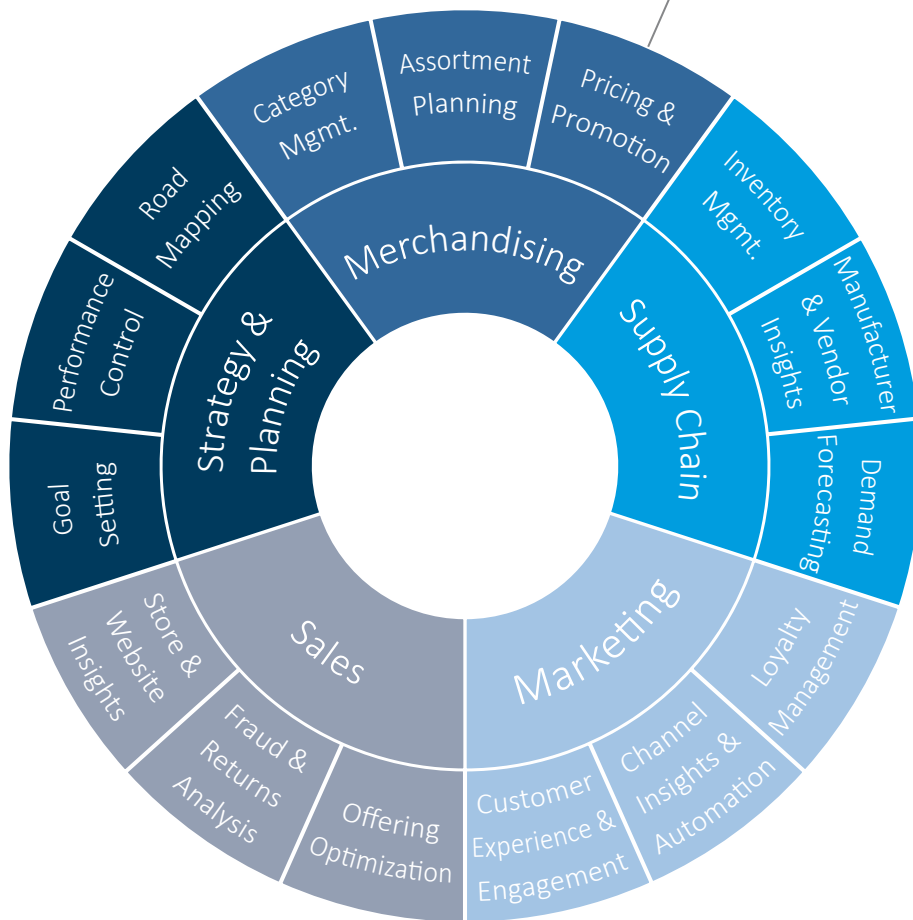 Merchandising
Category
Mgmt.
Assortment
Planning
Pricing &
Promotion
Supply Chain
Inventory
Mgmt.
Manufacturer
& Vendor
Insights
Demand
Forecasting
Marketing
Loyalty
Management
Channel
Insights &
Automation
Customer
Experience &
Engagement
Sales
Offering
Optimization
Fraud &
Returns
Analysis
Store &
Website
Insights
Strategy &
Planning
Goal
Setting
Performance
Control
Road
Mapping